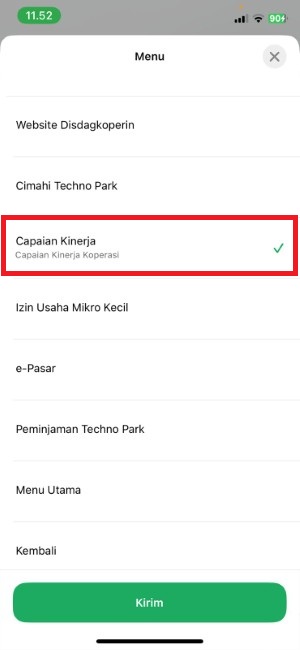 11.52
90
Menu
Website Disdagkoperin
Cimahi Techno Park
Capaian Kinerja
Capaian Kinerja Koperasi
Izin Usaha Mikro Kecil
e-Pasar
Peminjaman Techno Park
Menu Utama
Kembali
Kirim